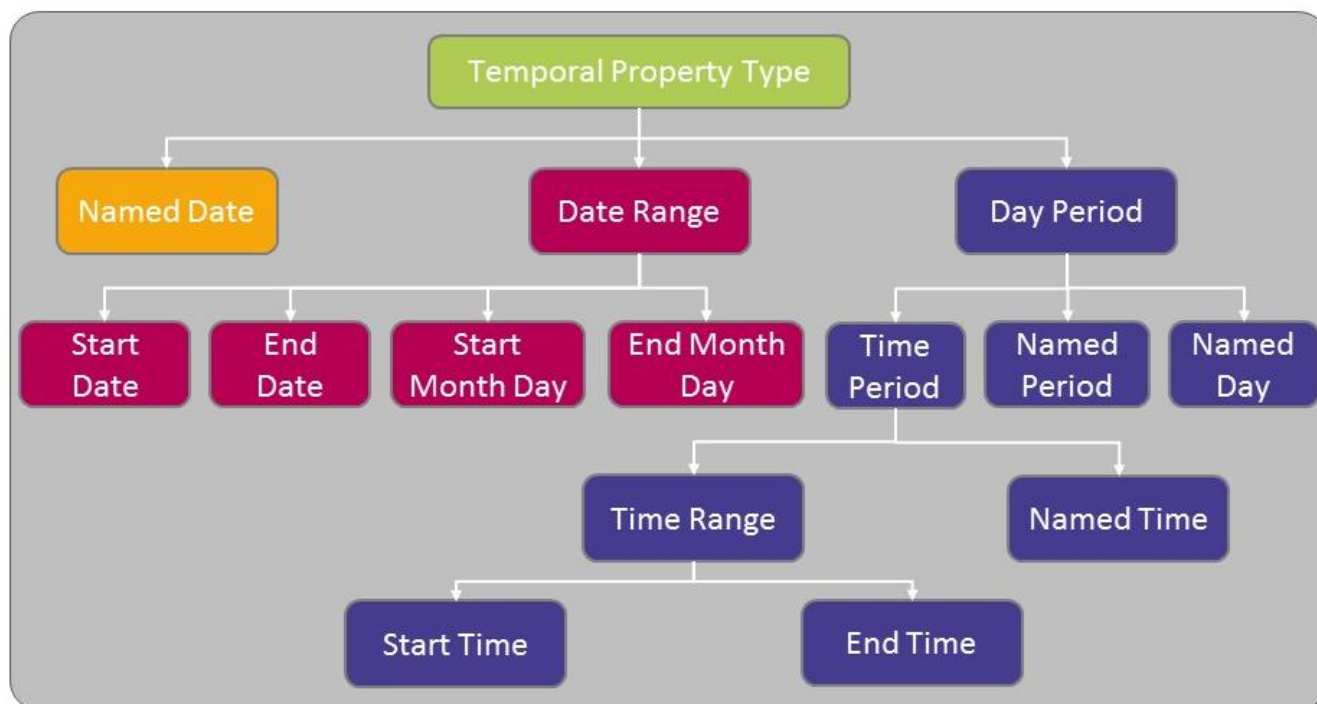 Temporal Property Type
Named Date
Date Range
Day Period
Start
Date
End
Date
Start
Month Day
End Month
Day
Time
Period
Named
Period
Named
Day
Time Range
Named Time
Start Time
End Time